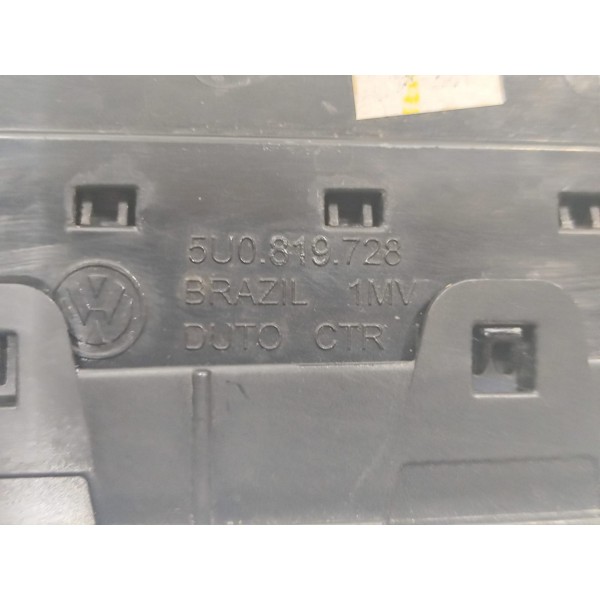 5U0.819.728
BRAZIL 1MV
DUTO CTR